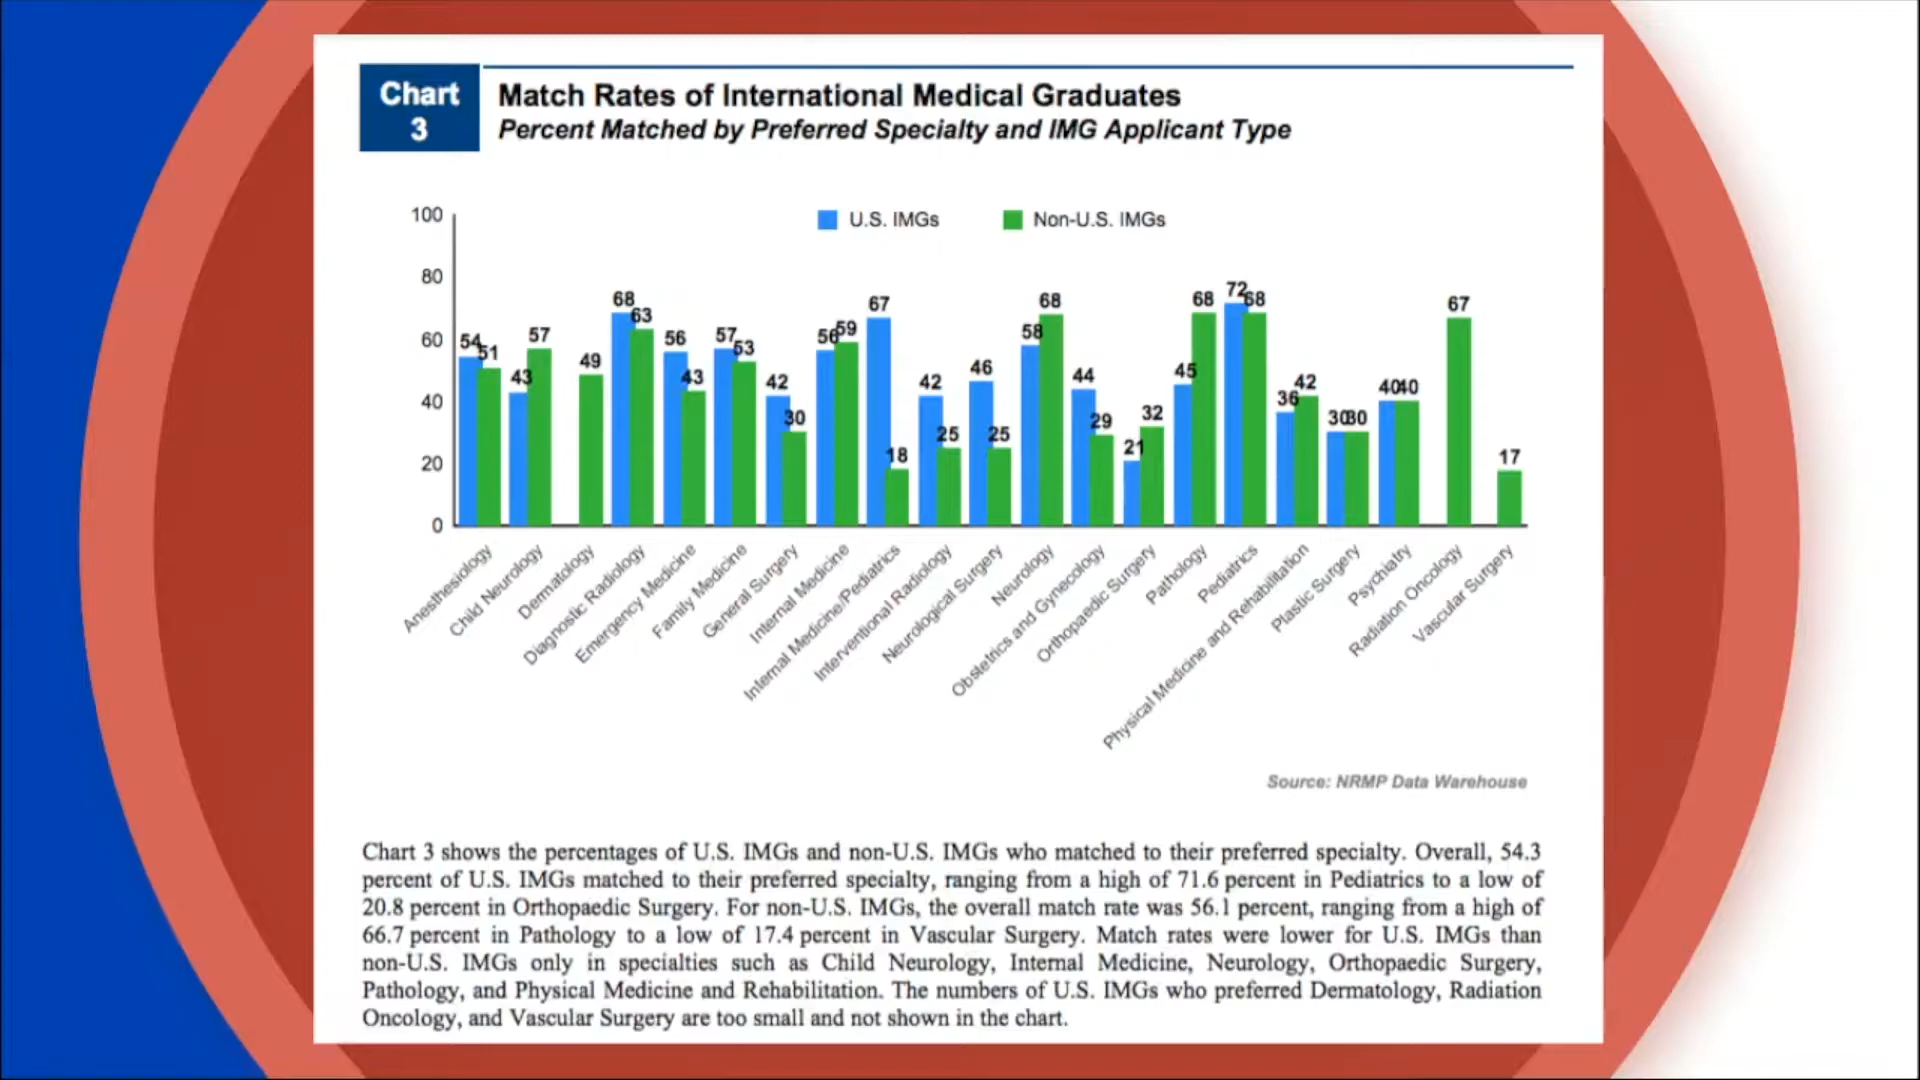 Chart
3
Match Rates of International Medical Graduates
Percent Matched by Preferred Specialty and IMG Applicant Type
U.S. IMGs
Non-U.S. IMGs
100
80
60
40
20
0
54 51
43 57
49
68 63
56 43
57 53
42 30
56 59
67 18
42 25
46 25
58 68
44 29
21 32
45 68
72 68
36 42
30 30
40 40
67
17
Anesthesiology
Child Neurology
Dermatology
Diagnostic Radiology
Emergency Medicine
Family Medicine
General Surgery
Internal Medicine
Internal Medicine/Pediatrics
Interventional Radiology
Neurological Surgery
Neurology
Obstetrics and Gynecology
Orthopaedic Surgery
Pathology
Pediatrics
Physical Medicine and Rehabilitation
Plastic Surgery
Psychiatry
Radiation Oncology
Vascular Surgery
Source: NRMP Data Warehouse
Chart 3 shows the percentages of U.S. IMGs and non-U.S. IMGs who matched to their preferred specialty. Overall, 54.3
percent of U.S. IMGs matched to their preferred specialty, ranging from a high of 71.6 percent in Pediatrics to a low of
20.8 percent in Orthopaedic Surgery. For non-U.S. IMGs, the overall match rate was 56.1 percent, ranging from a high of
66.7 percent in Pathology to a low of 17.4 percent in Vascular Surgery. Match rates were lower for U.S. IMGs than
non-U.S. IMGs only in specialties such as Child Neurology, Internal Medicine, Neurology, Orthopaedic Surgery,
Pathology, and Physical Medicine and Rehabilitation. The numbers of U.S. IMGs who preferred Dermatology, Radiation
Oncology, and Vascular Surgery are too small and not shown in the chart.